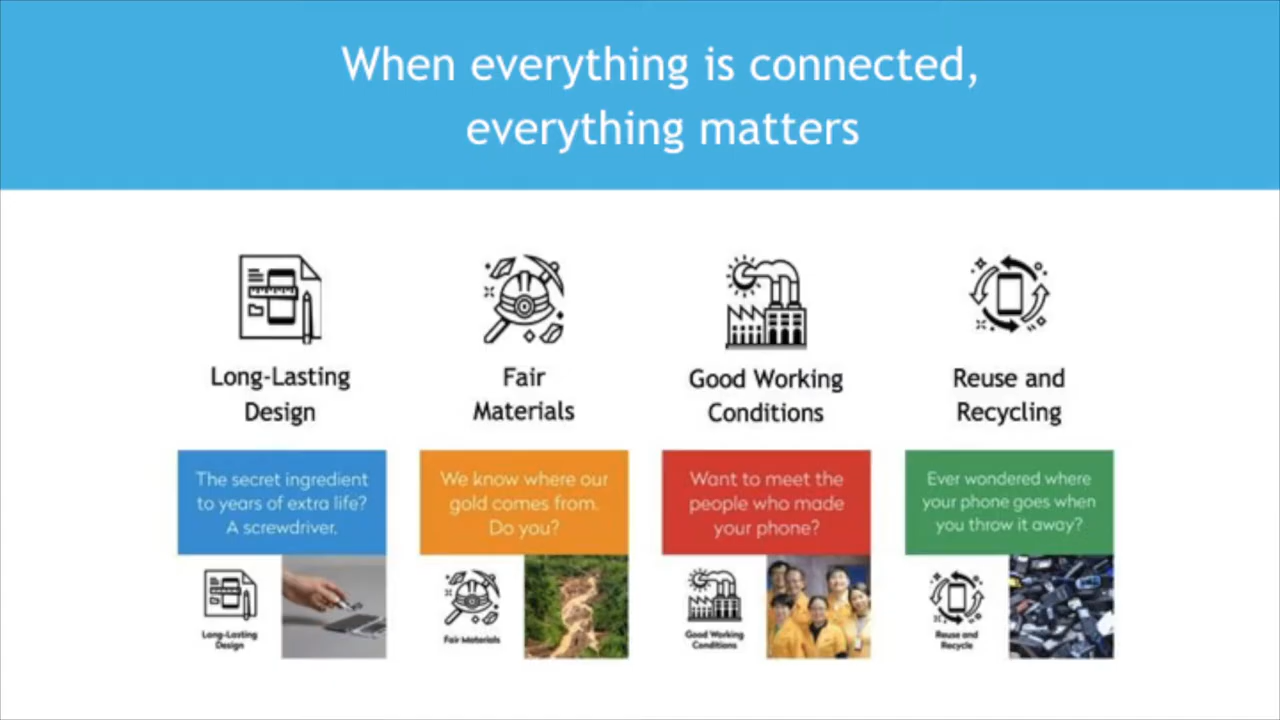 When everything is connected,
everything matters
Long-Lasting
Design
Fair
Materials
Good Working
Conditions
Reuse and
Recycling
The secret ingredient
to years of extra life?
A screwdriver.
We know where our
gold comes from.
Do you?
Want to meet the
people who made
your phone?
Ever wondered where
your phone goes when
you throw it away?
Long-Lasting
Design
Fair Materials
Good Working
Conditions
Reuse and
Recycle